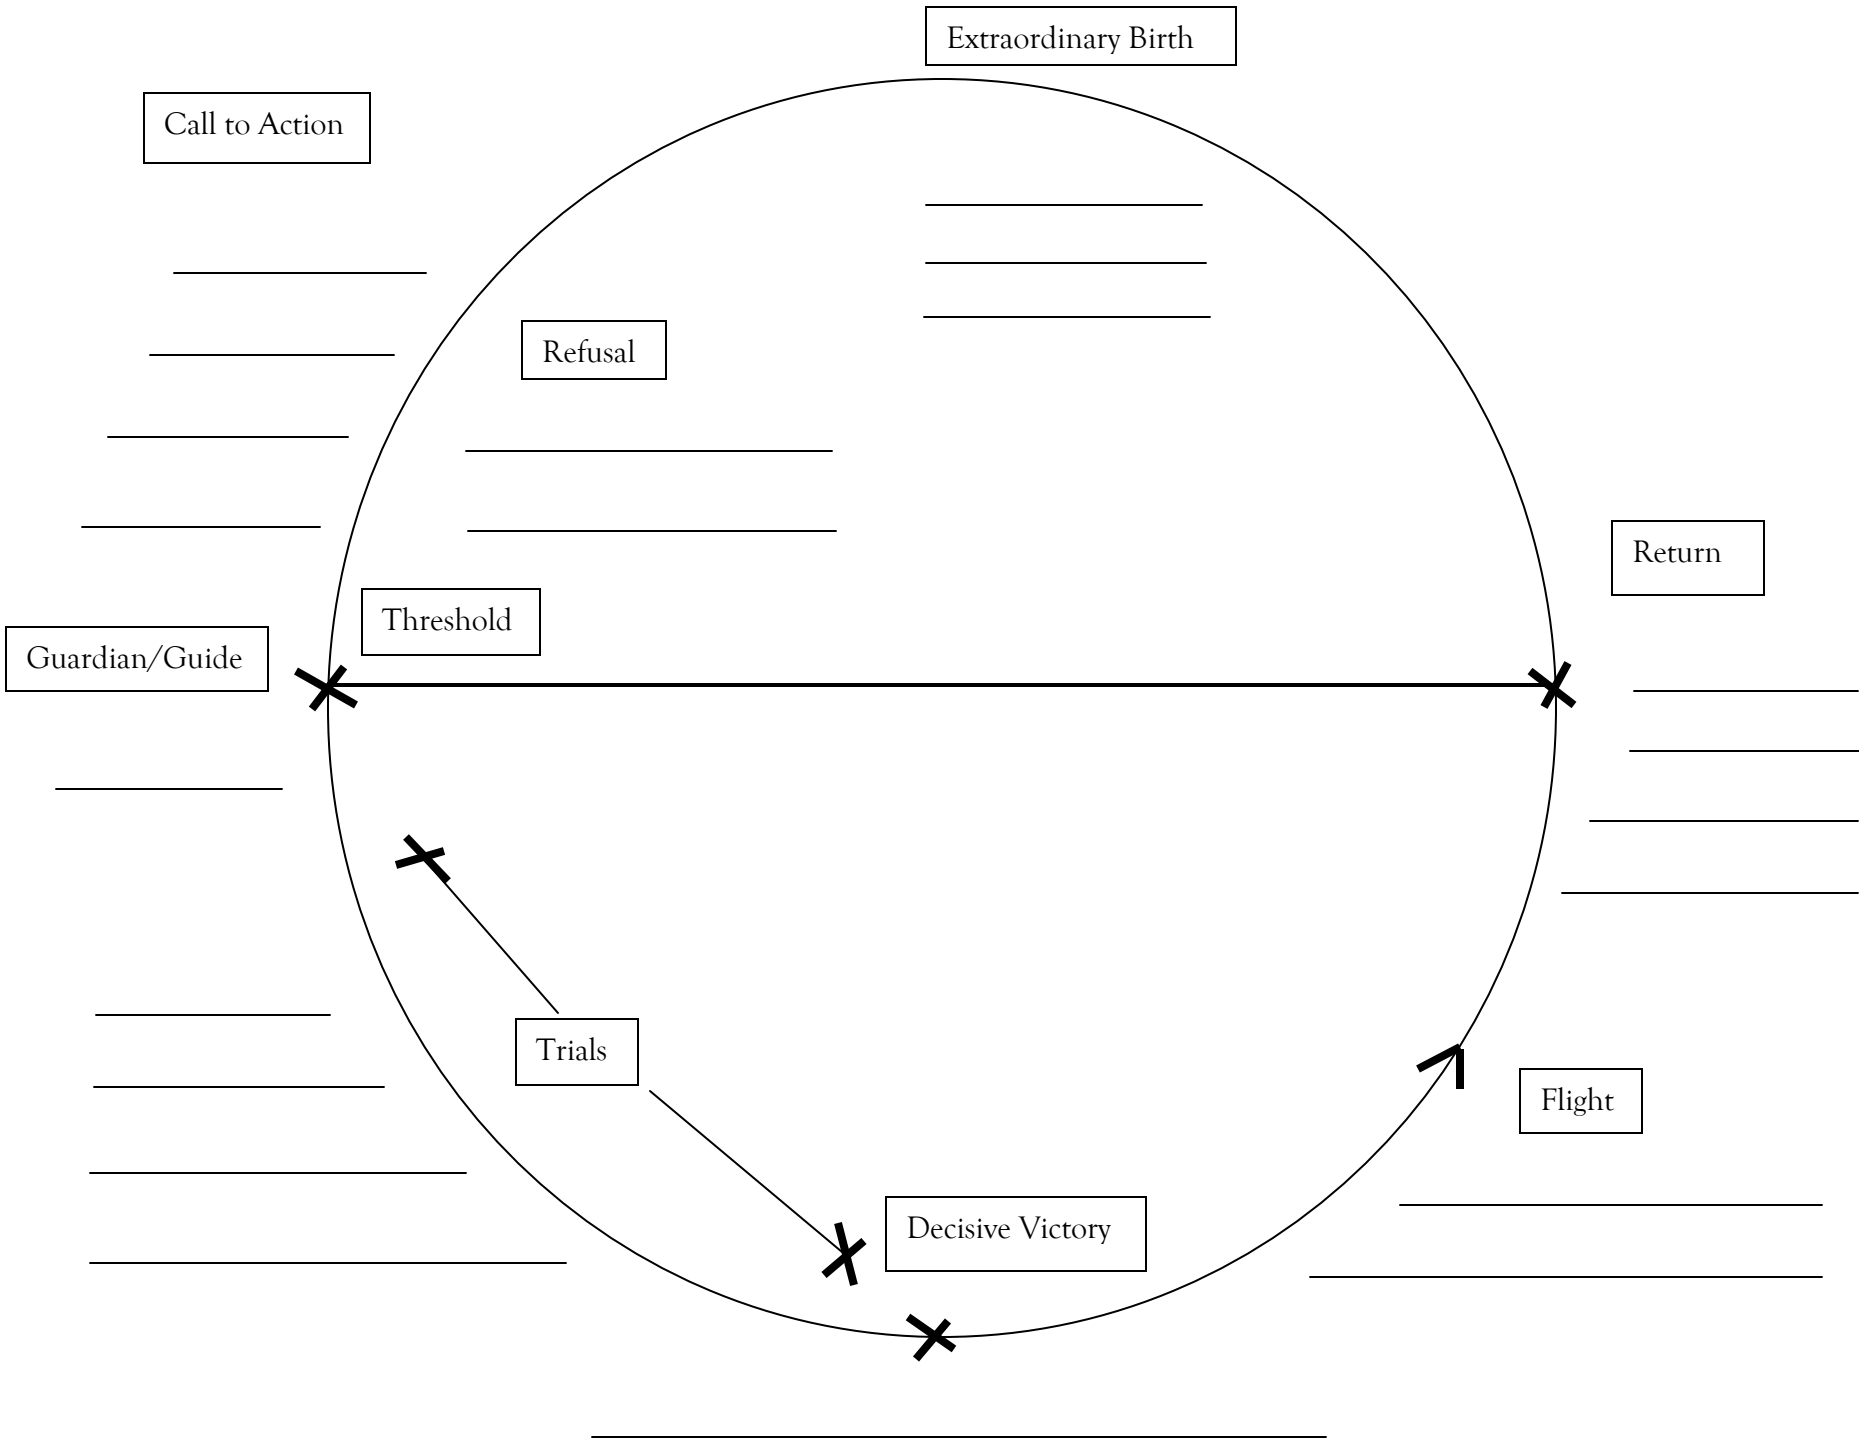 Extraordinary Birth
Call to Action
Refusal
Return
Threshold
Guardian/Guide
Trials
Flight
Decisive Victory